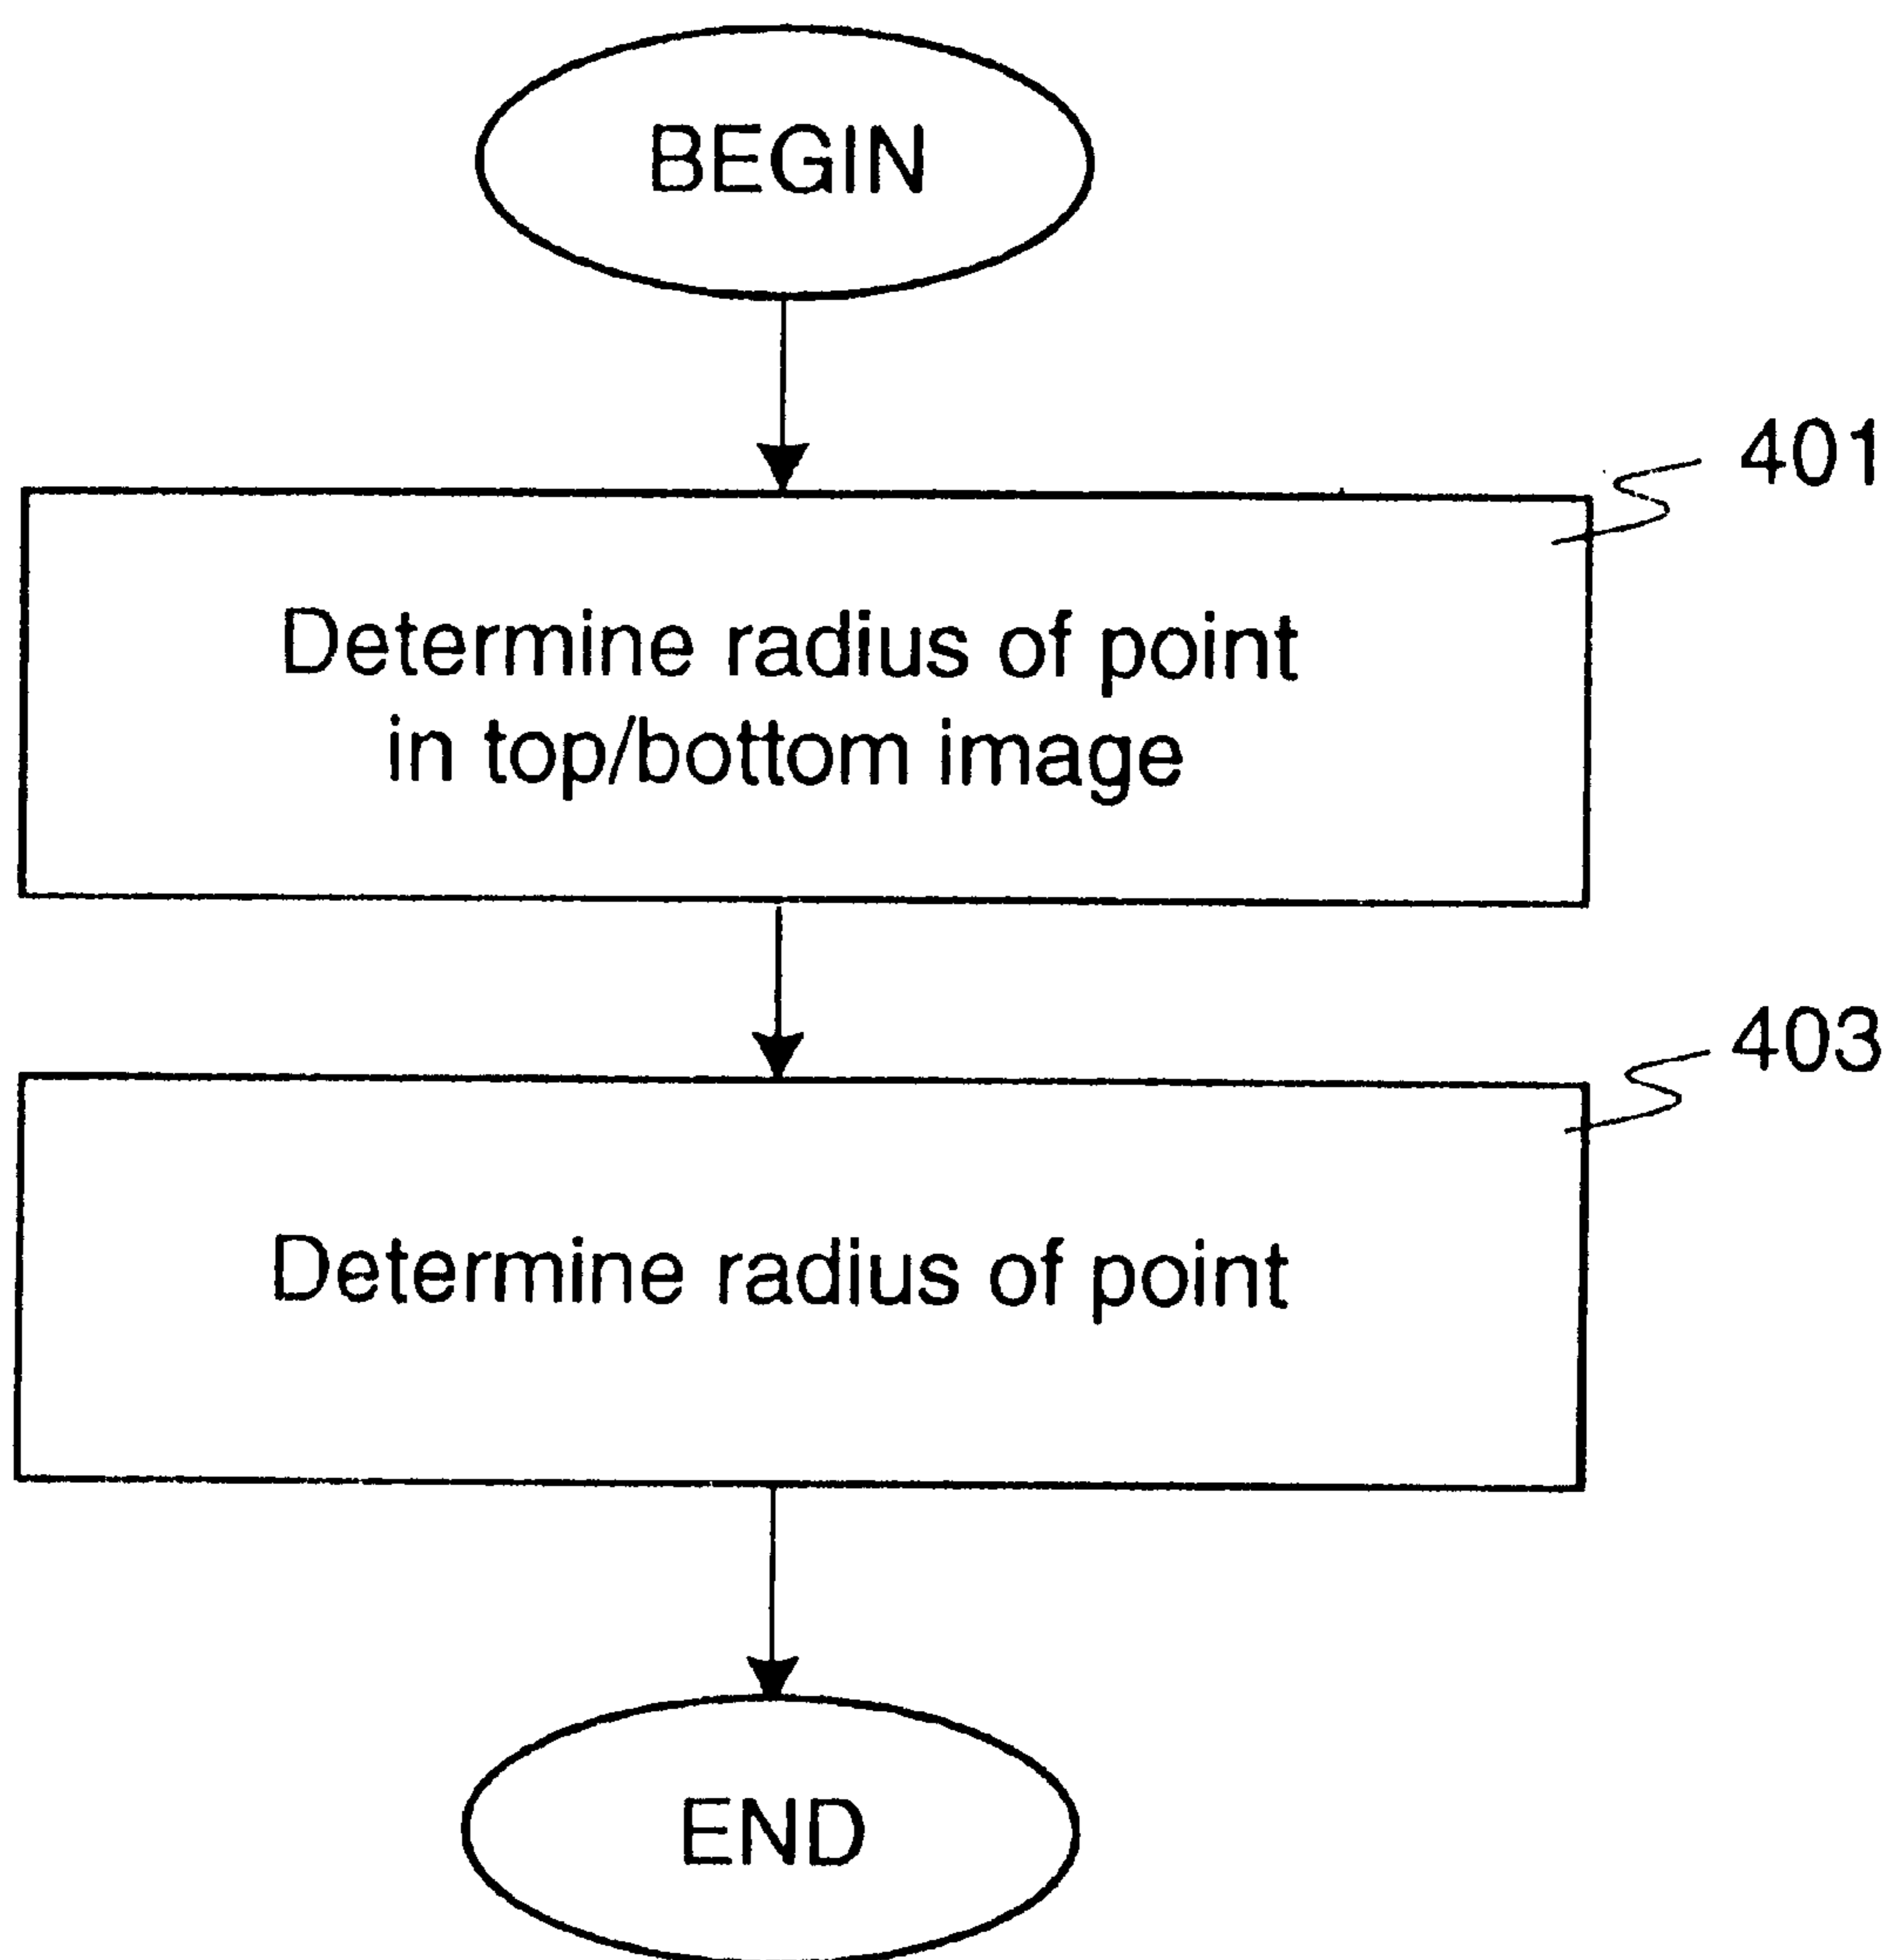 BEGIN
401
Determine radius of point
in top/bottom image
403
Determine radius of point
END